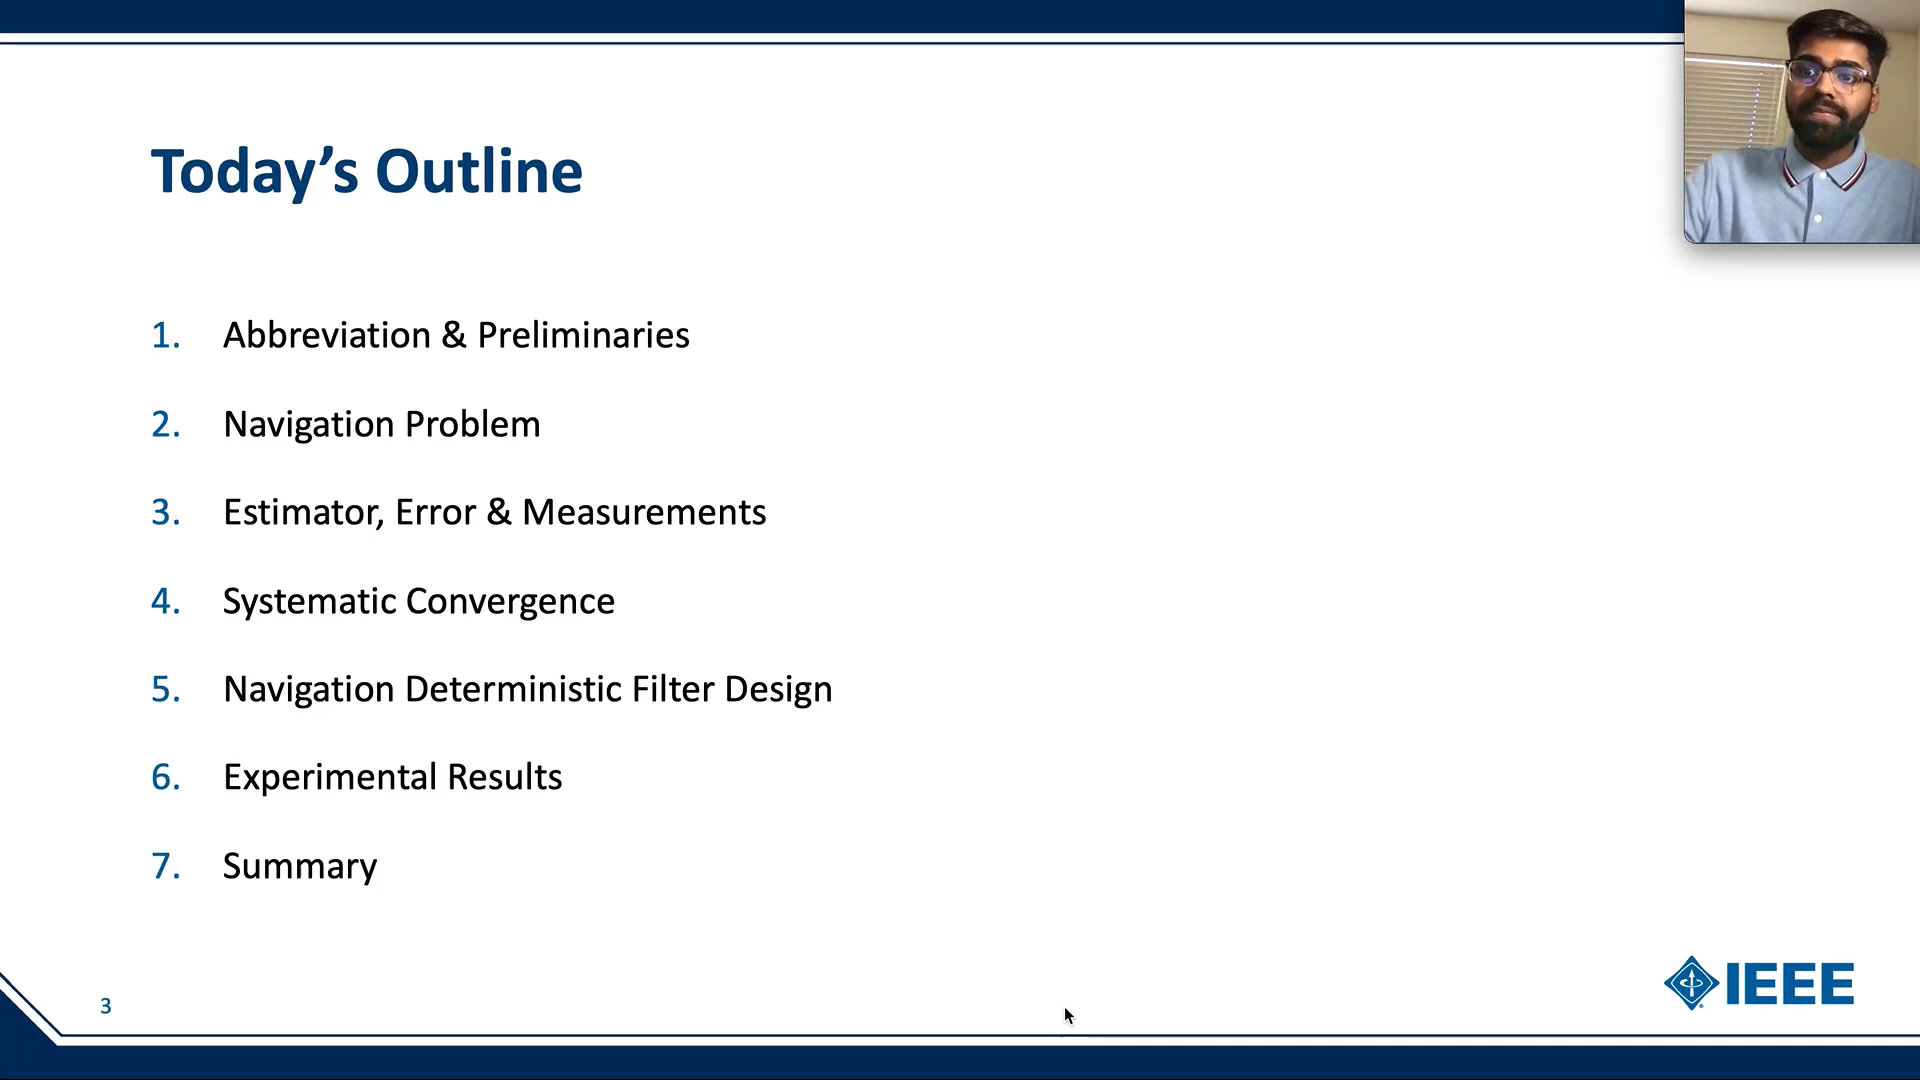 Today’s Outline
1. Abbreviation & Preliminaries
2. Navigation Problem
3. Estimator, Error & Measurements
4. Systematic Convergence
5. Navigation Deterministic Filter Design
6. Experimental Results
7. Summary
3
IEEE